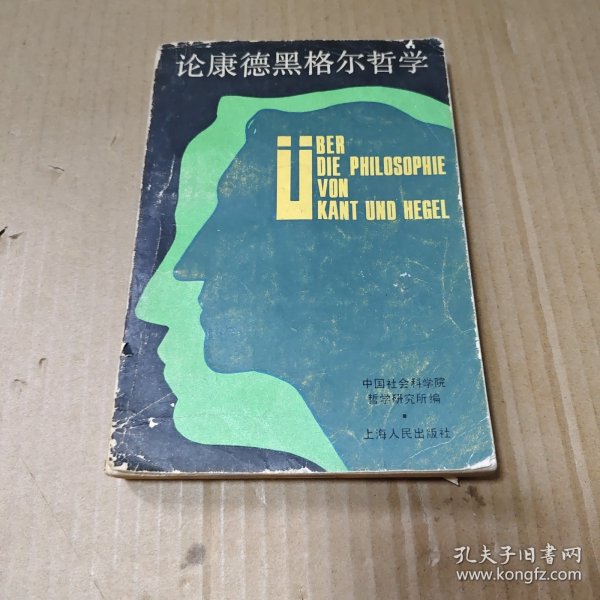 论康德黑格尔哲学
ÜBER
DIE PHILOSOPHIE
VON
KANT UND HEGEL
中国社会科学院
哲学研究所编
上海人民出版社
孔夫子旧书网
www.kongfz.com